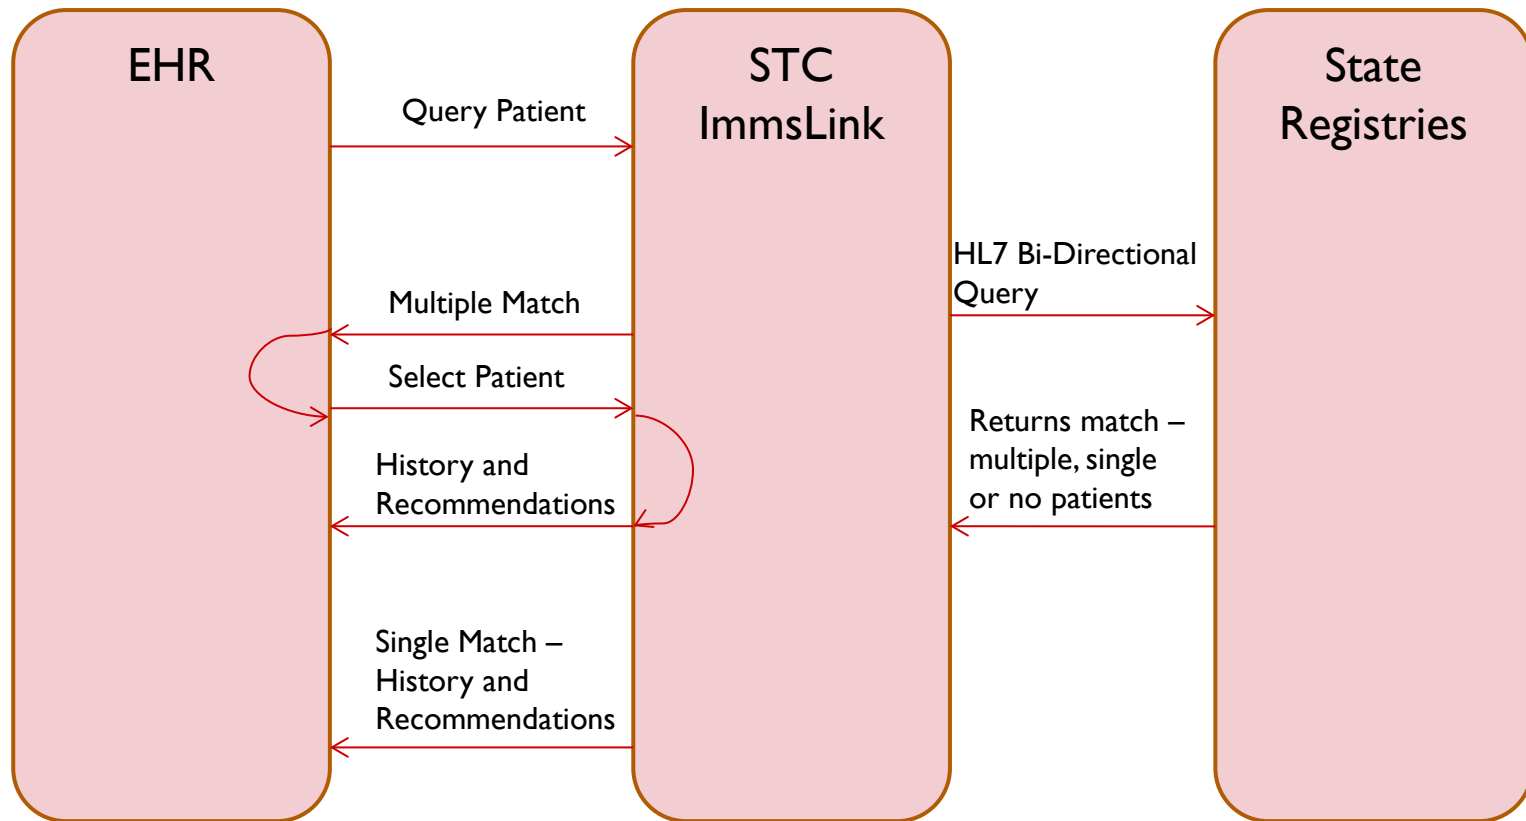 EHR
STC
ImmsLink
State
Registries
Query Patient
HL7 Bi-Directional
Query
Multiple Match
Select Patient
Returns match –
multiple, single
or no patients
History and
Recommendations
Single Match –
History and
Recommendations